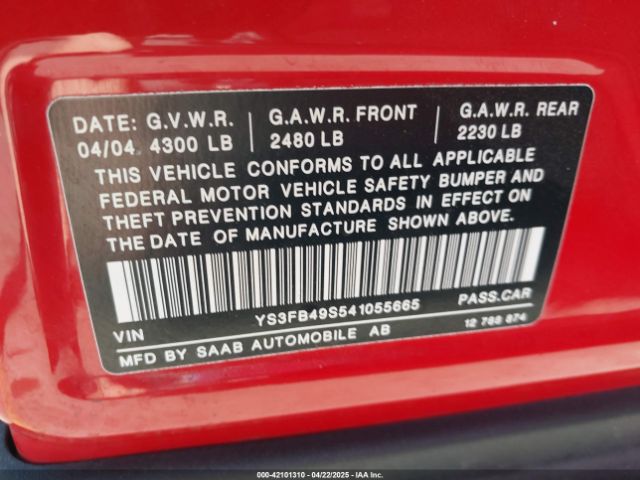 DATE: G.V.W.R. G.A.W.R. FRONT G.A.W.R. REAR
04/04 4300 LB 2480 LB 2230 LB
THIS VEHICLE CONFORMS TO ALL APPLICABLE
FEDERAL MOTOR VEHICLE SAFETY BUMPER AND
THEFT PREVENTION STANDARDS IN EFFECT ON
THE DATE OF MANUFACTURE SHOWN ABOVE.
YS3FB49S541055665 PASS.CAR
VIN
MFD BY SAAB AUTOMOBILE AB 12 788 874
000-42101310 - 04/22/2025 - IAAI, Inc.